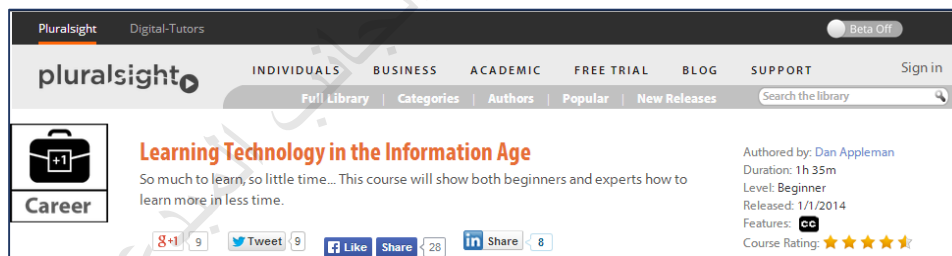 Pluralsight Digital-Tutors Beta Off
pluralsight INDIVIDUALS BUSINESS ACADEMIC FREE TRIAL BLOG SUPPORT Sign in
Full Library | Categories | Authors | Popular | New Releases Search the library
+1
Career
Learning Technology in the Information Age
So much to learn, so little time... This course will show both beginners and experts how to
learn more in less time.
g+1 9 Tweet 9 Like Share 28 in Share 8
Authored by: Dan Appleman
Duration: 1h 35m
Level: Beginner
Released: 1/1/2014
Features: CC
Course Rating: